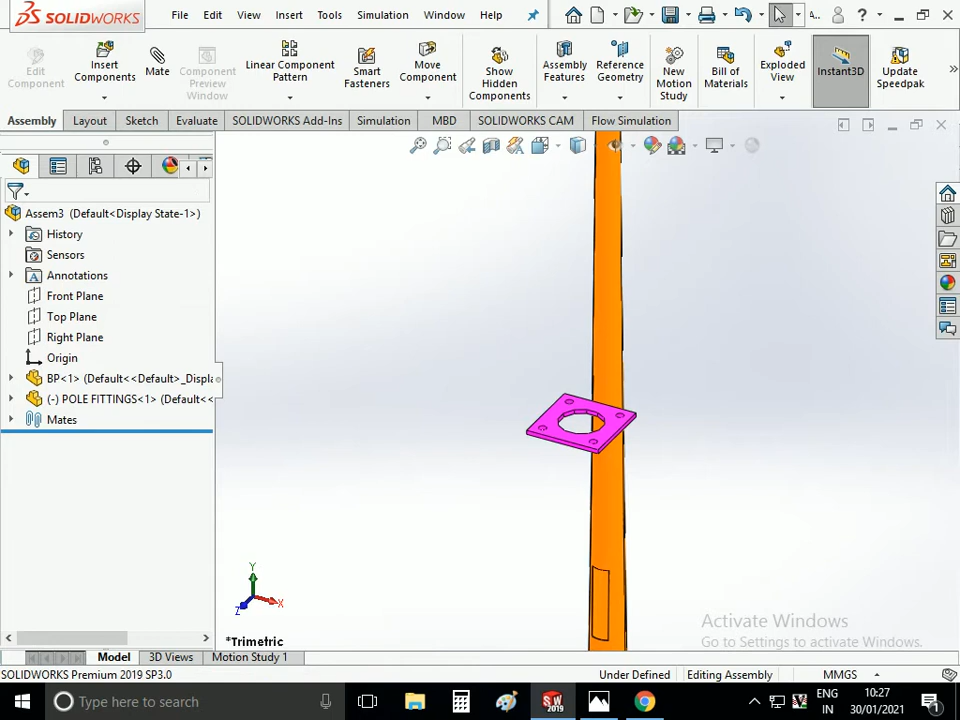 SOLIDWORKS
File
Edit
View
Insert
Tools
Simulation
Window
Help
A...
?
Edit
Component
Insert
Components
Mate
Component
Preview
Window
Linear Component
Pattern
Smart
Fasteners
Move
Component
Show
Hidden
Components
Assembly
Features
Reference
Geometry
New
Motion
Study
Bill of
Materials
Exploded
View
Instant3D
Update
Speedpak
»
Assembly
Layout
Sketch
Evaluate
SOLIDWORKS Add-Ins
Simulation
MBD
SOLIDWORKS CAM
Flow Simulation
Assem3 (Default<Display State-1>)
History
Sensors
A
Annotations
Front Plane
Top Plane
Right Plane
Origin
BP<1> (Default<<Default>_Displa
(-) POLE FITTINGS<1> (Default<<
Mates
Y
X
Z
*Trimetric
Activate Windows
Go to Settings to activate Windows.
Model
3D Views
Motion Study 1
SOLIDWORKS Premium 2019 SP3.0
Under Defined
Editing Assembly
MMGS
Type here to search
SW
2019
ENG
IN
10:27
30/01/2021
1